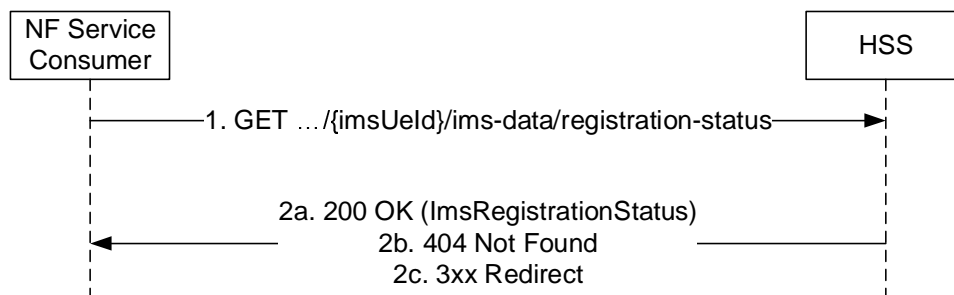 NF Service
Consumer
HSS
1. GET …/{imsUeId}/ims-data/registration-status
2a. 200 OK (ImsRegistrationStatus)
2b. 404 Not Found
2c. 3xx Redirect